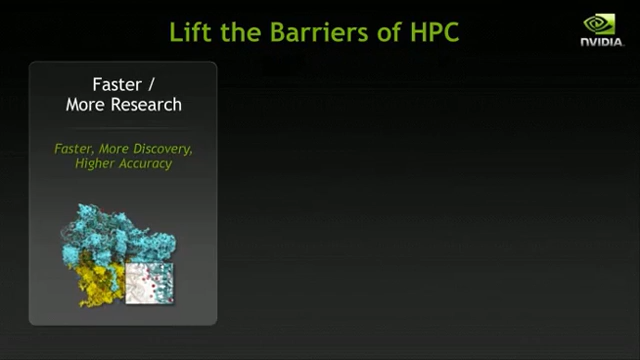 Lift the Barriers of HPC
NVIDIA.
Faster /
More Research
Faster, More Discovery,
Higher Accuracy